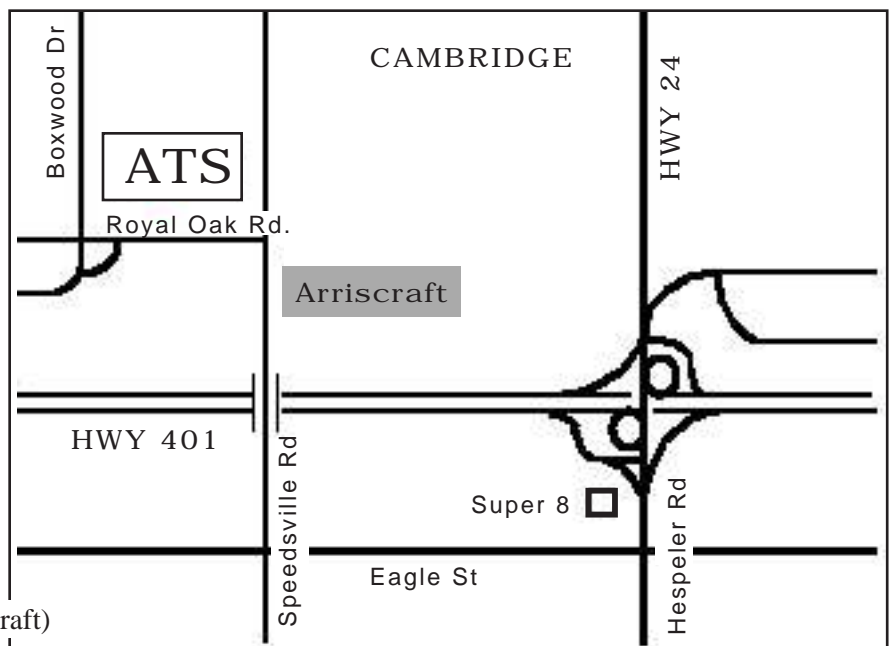 Boxwood Dr
CAMBRIDGE
HWY 24
ATS
Royal Oak Rd.
Arriscraft
HWY 401
Speedsville Rd
Super 8
Hespeler Rd
Eagle St
raft)